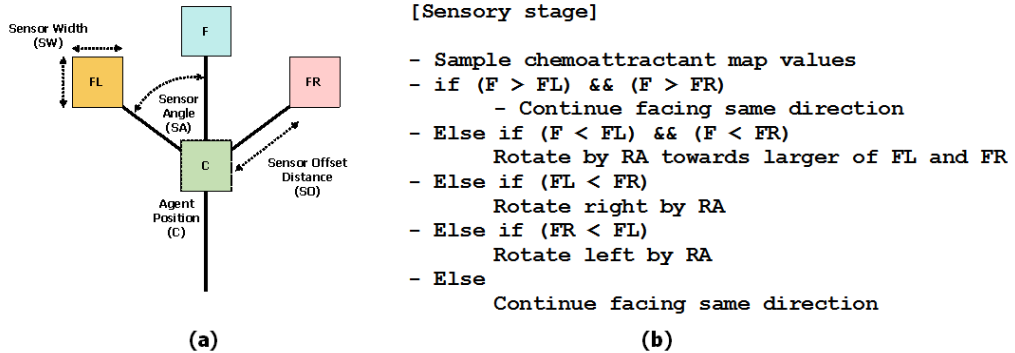 Sensor Width
(SW)
F
FL
FR
Sensor
Angle
(SA)
C
Sensor Offset
Distance
(SO)
Agent
Position
(C)
(a)
[Sensory stage]
- Sample chemoattractant map values
- if (F > FL) && (F > FR)
- Continue facing same direction
- Else if (F < FL) && (F < FR)
Rotate by RA towards larger of FL and FR
- Else if (FL < FR)
Rotate right by RA
- Else if (FR < FL)
Rotate left by RA
- Else
Continue facing same direction
(b)